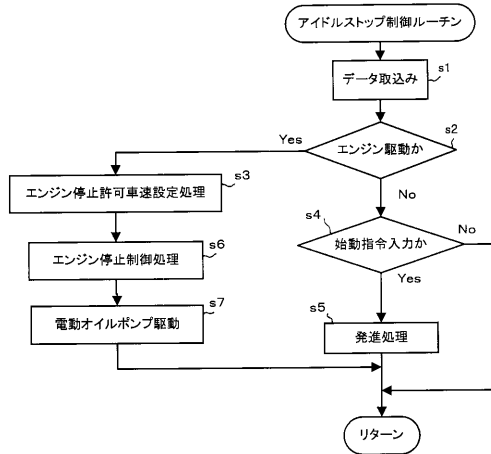 アイドルストップ制御ルーチン
s1
データ取込み
s2
エンジン駆動か
Yes
No
s3
エンジン停止許可車速設定処理
s4
始動指令入力か
No
Yes
s6
エンジン停止制御処理
s7
電動オイルポンプ駆動
s5
発進処理
リターン